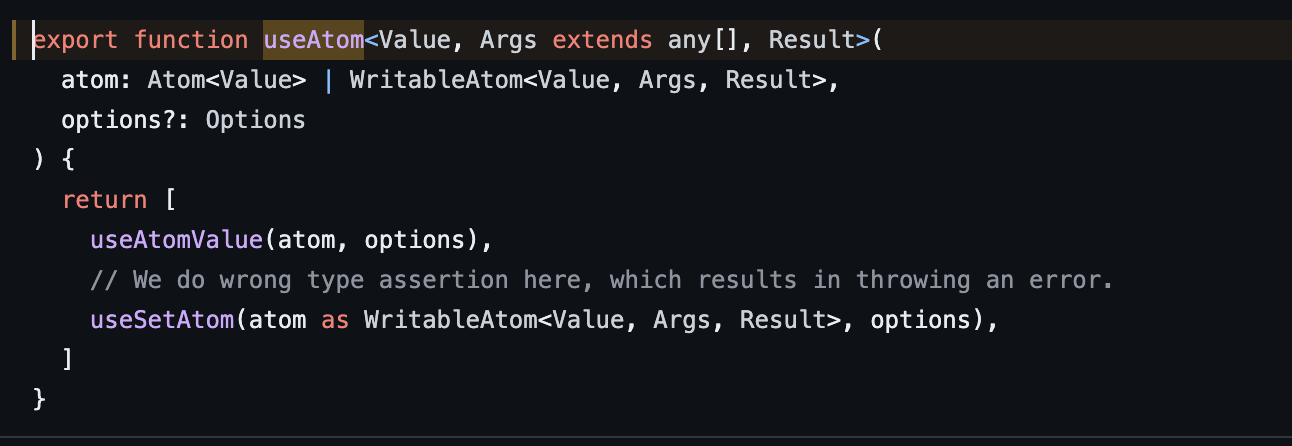 export function useAtom<Value, Args extends any[], Result>(
  atom: Atom<Value> | WritableAtom<Value, Args, Result>,
  options?: Options
) {
  return [
    useAtomValue(atom, options),
    // We do wrong type assertion here, which results in throwing an error.
    useSetAtom(atom as WritableAtom<Value, Args, Result>, options),
  ]
}